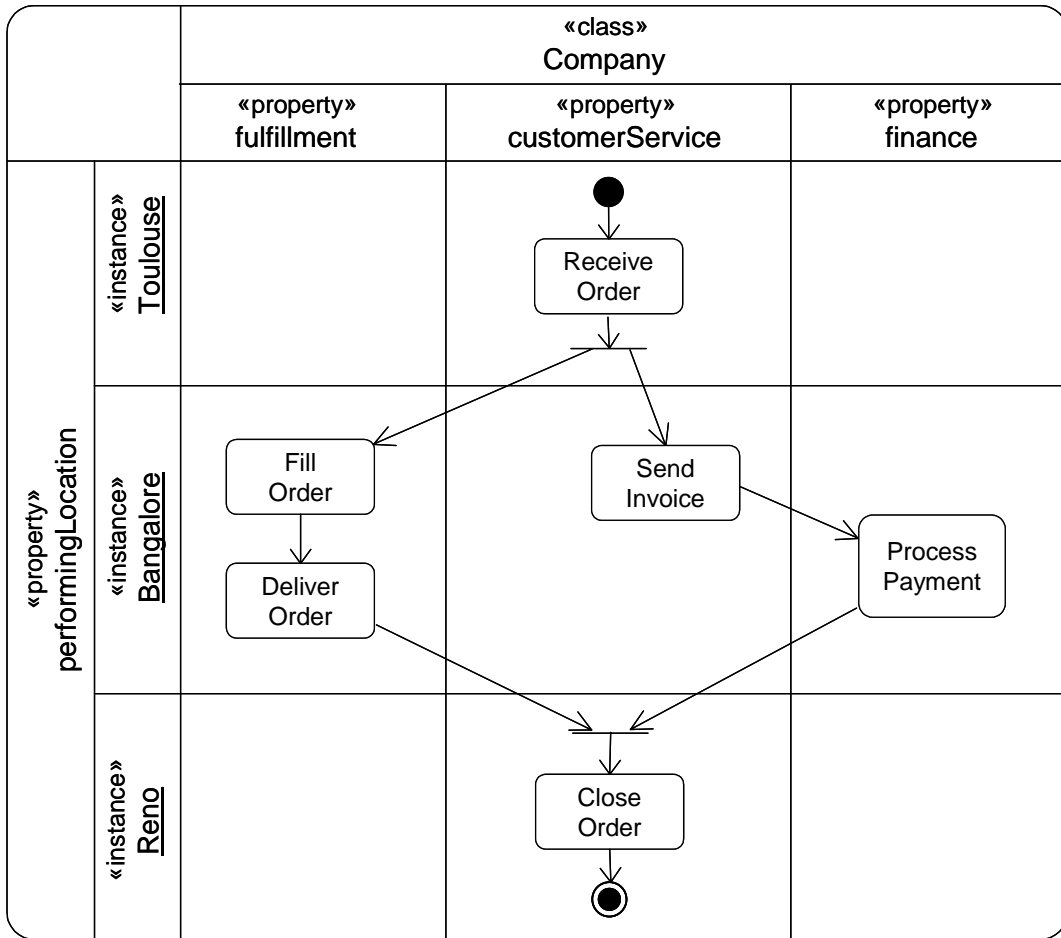 «class»
Company
«property»
fulfillment
«property»
customerService
«property»
finance
«property»
performingLocation
«instance»
Toulouse
Receive
Order
«instance»
Bangalore
Fill
Order
Send
Invoice
Process
Payment
Deliver
Order
«instance»
Reno
Close
Order